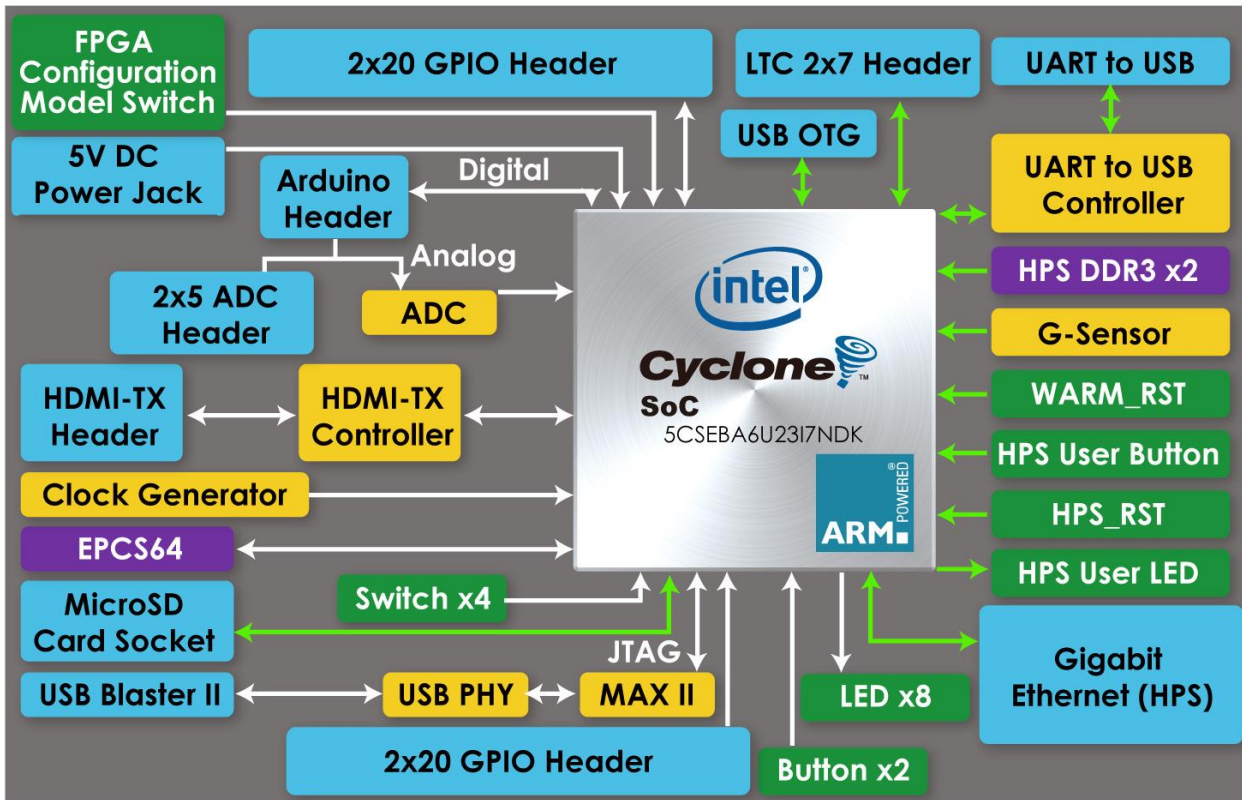 FPGA
Configuration
Model Switch
2x20 GPIO Header
LTC 2x7 Header
UART to USB
5V DC
Power Jack
Arduino
Header
Digital
USB OTG
UART to USB
Controller
Analog
2x5 ADC
Header
ADC
HPS DDR3 x2
G-Sensor
HDMI-TX
Header
HDMI-TX
Controller
intel®
Cyclone™
SoC
5CSEBA6U23I7NDK
ARM®
POWERED
WARM_RST
HPS User Button
HPS_RST
HPS User LED
Clock Generator
EPCS64
MicroSD
Card Socket
Switch x4
JTAG
USB Blaster II
USB PHY
MAX II
LED x8
Gigabit
Ethernet (HPS)
2x20 GPIO Header
Button x2